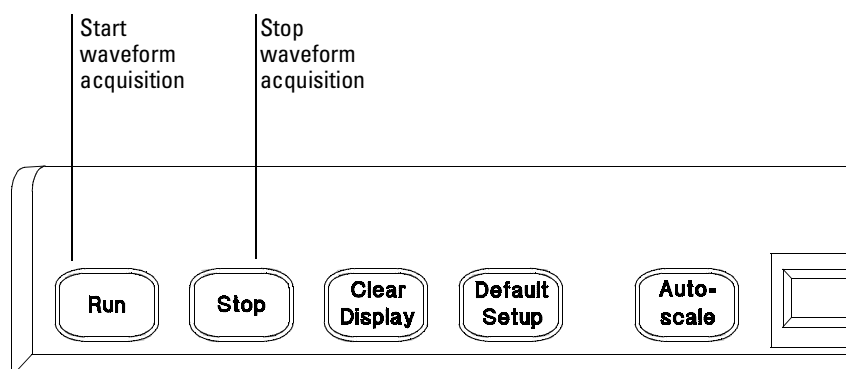 Start
waveform
acquisition
Stop
waveform
acquisition
Run
Stop
Clear
Display
Default
Setup
Auto-
scale